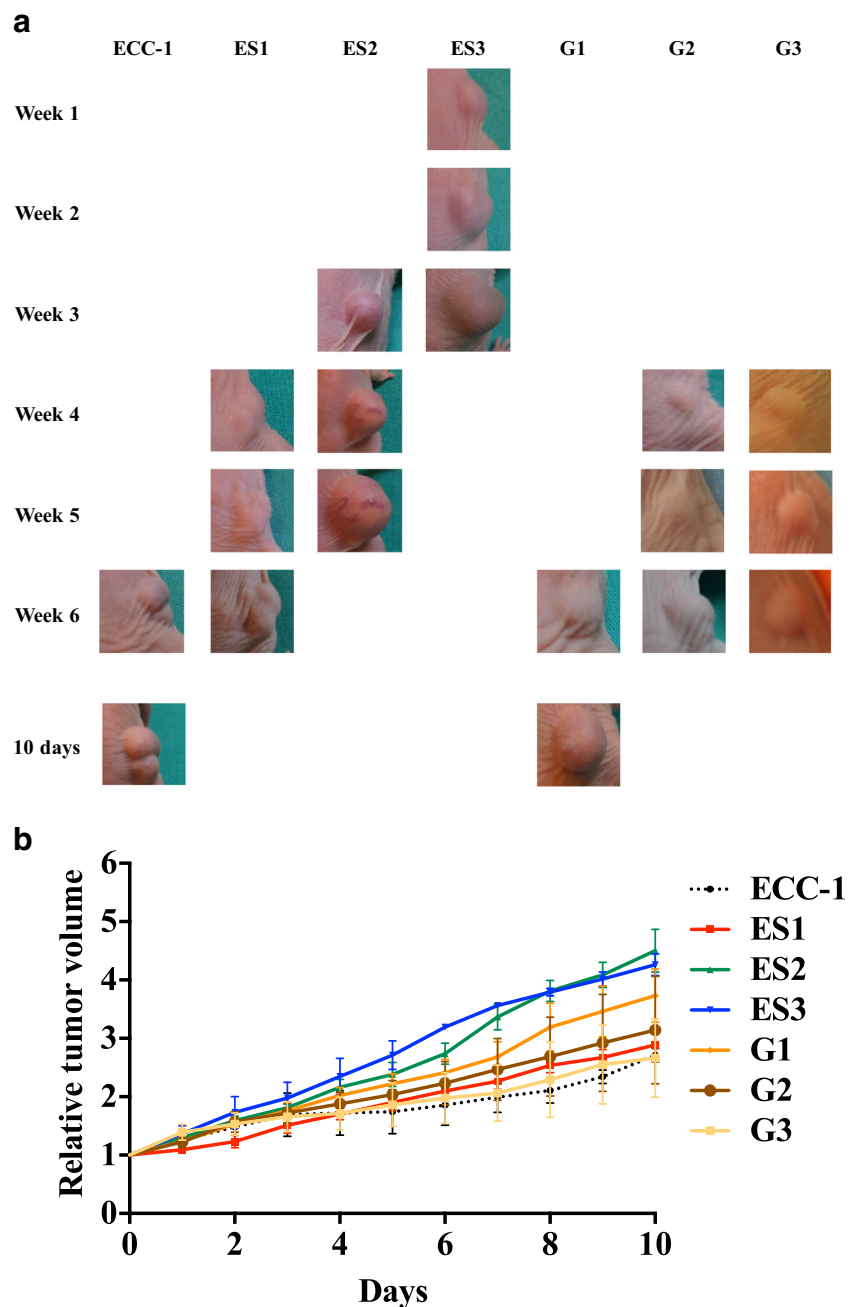 a
ECC-1 ES1 ES2 ES3 G1 G2 G3
Week 1
Week 2
Week 3
Week 4
Week 5
Week 6
10 days
b
Relative tumor volume
6
5
4
3
2
1
0
0 2 4 6 8 10
Days
ECC-1
ES1
ES2
ES3
G1
G2
G3